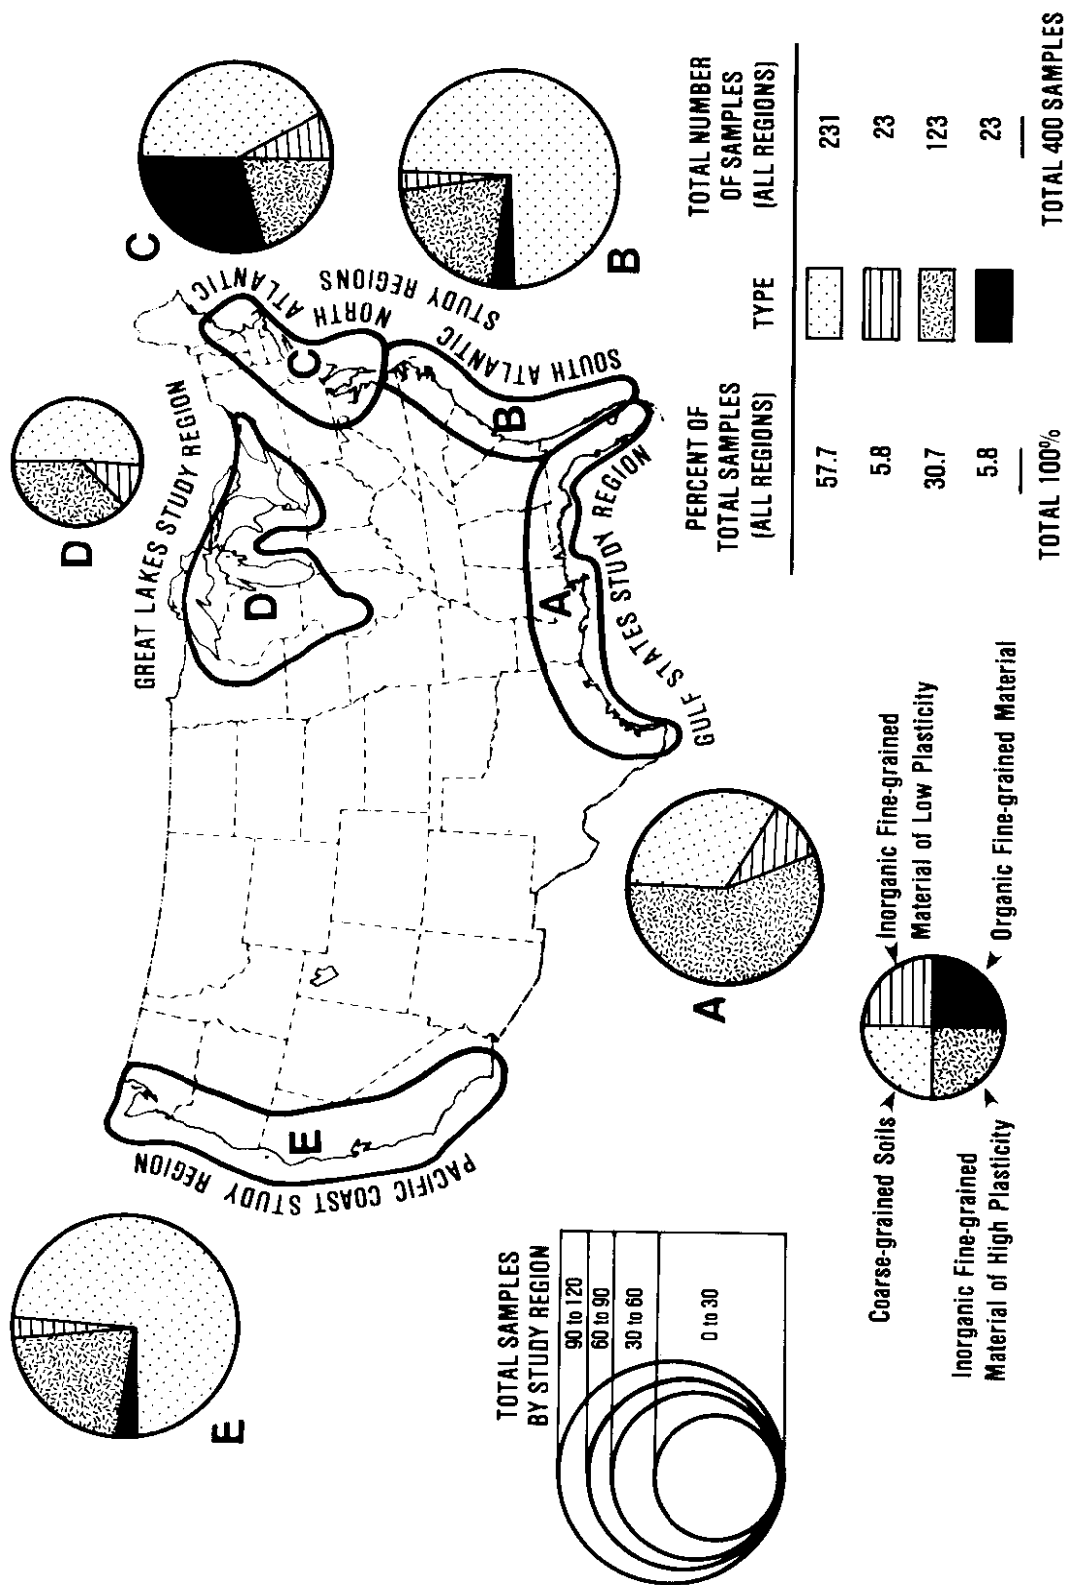 E
PACIFIC COAST STUDY REGION
E
GREAT LAKES STUDY REGION
D
D
C
NORTH ATLANTIC
STUDY REGIONS
C
SOUTH ATLANTIC
B
B
A
GULF STATES STUDY REGION
A
TOTAL SAMPLES
BY STUDY REGION
90 to 120
60 to 90
30 to 60
0 to 30
Coarse-grained Soils
Inorganic Fine-grained
Material of Low Plasticity
Inorganic Fine-grained
Material of High Plasticity
Organic Fine-grained Material
PERCENT OF
TOTAL SAMPLES
(ALL REGIONS)
TYPE
TOTAL NUMBER
OF SAMPLES
(ALL REGIONS)
57.7 231
5.8 23
30.7 123
5.8 23
TOTAL 100% TOTAL 400 SAMPLES